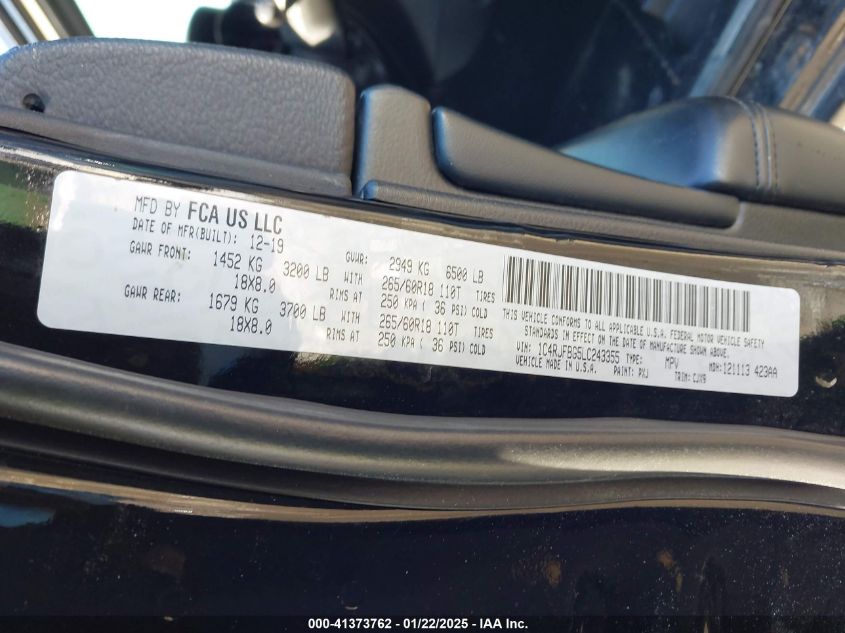 MFD BY FCA US LLC
DATE OF MFR(BUILT): 12-19 GVWR: 2949 KG 6500 LB
GAWR FRONT: 1452 KG 3200 LB WITH 265/60R18 110T TIRES
18X8.0 RIMS AT 250 KPA ( 36 PSI) COLD
GAWR REAR: 1679 KG 3700 LB WITH 265/60R18 110T TIRES
18X8.0 RIMS AT 250 KPA ( 36 PSI) COLD
THIS VEHICLE CONFORMS TO ALL APPLICABLE U.S.A. FEDERAL MOTOR VEHICLE SAFETY
STANDARDS IN EFFECT ON THE DATE OF MANUFACTURE SHOWN ABOVE.
VIN: 1C4RJFBG5LC243355 TYPE: MPV MDH: 121113 423AA
VEHICLE MADE IN U.S.A. PAINT: PXJ TRIM: CJX9
000-41373762 - 01/22/2025 - IAA Inc.